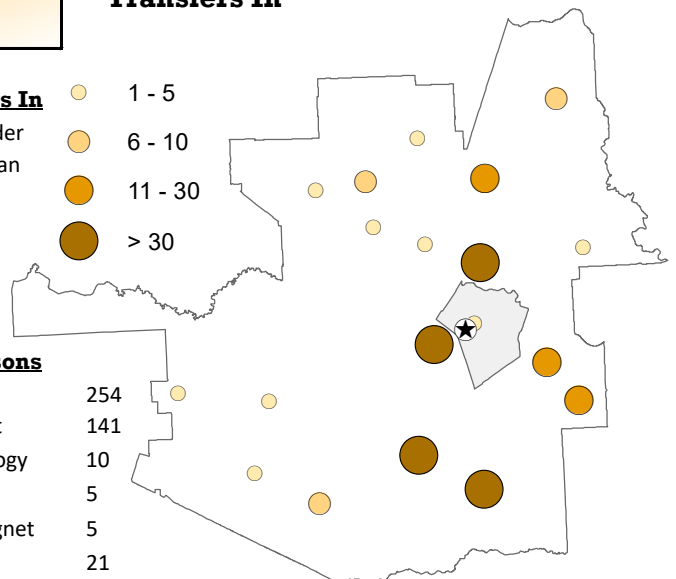 Transfers In
s In
1 - 5
der
6 - 10
an
11 - 30
> 30
sons
254
t 141
ogy 10
5
gnet 5
21